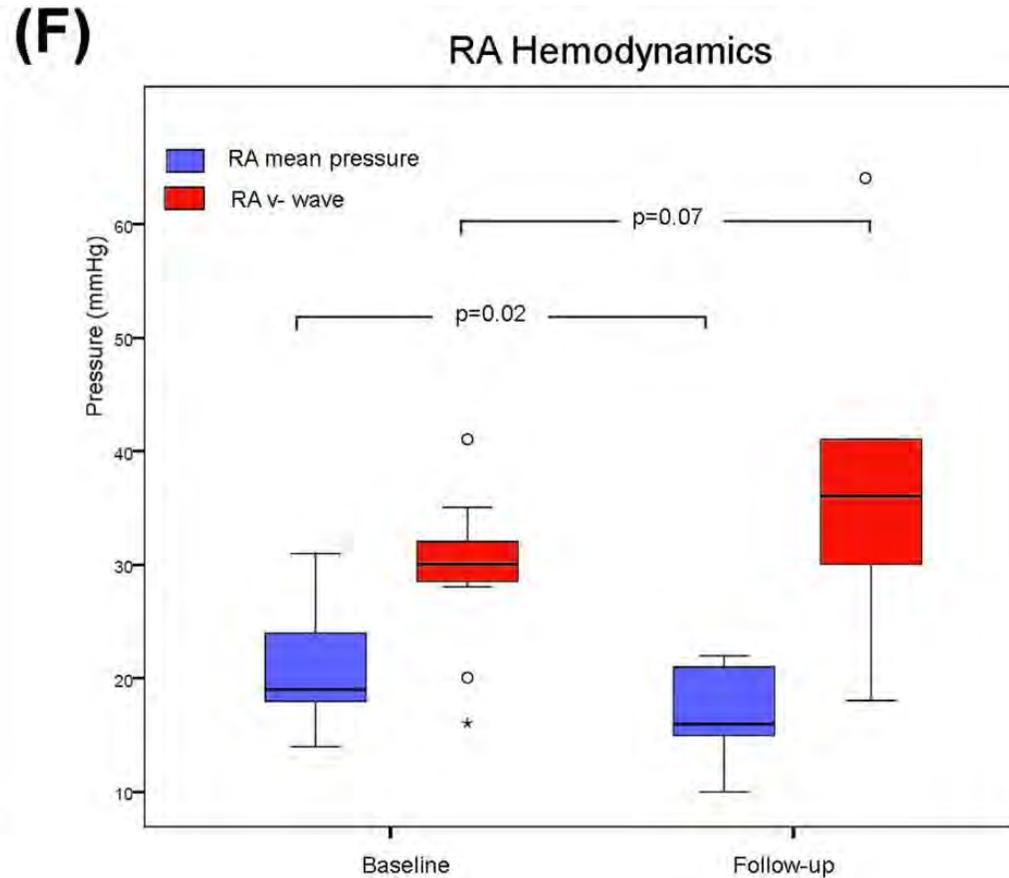 (F)
RA Hemodynamics
RA mean pressure
RA v- wave
Pressure (mmHg)
60
50
40
30
20
10
p=0.07
p=0.02
*
Baseline
Follow-up